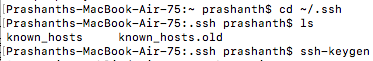 [Prashanths-MacBook-Air-75:~ prashanth$ cd ~/.ssh
[Prashanths-MacBook-Air-75:.ssh prashanth$ ls
known_hosts known_hosts.old
[Prashanths-MacBook-Air-75:.ssh prashanth$ ssh-keygen